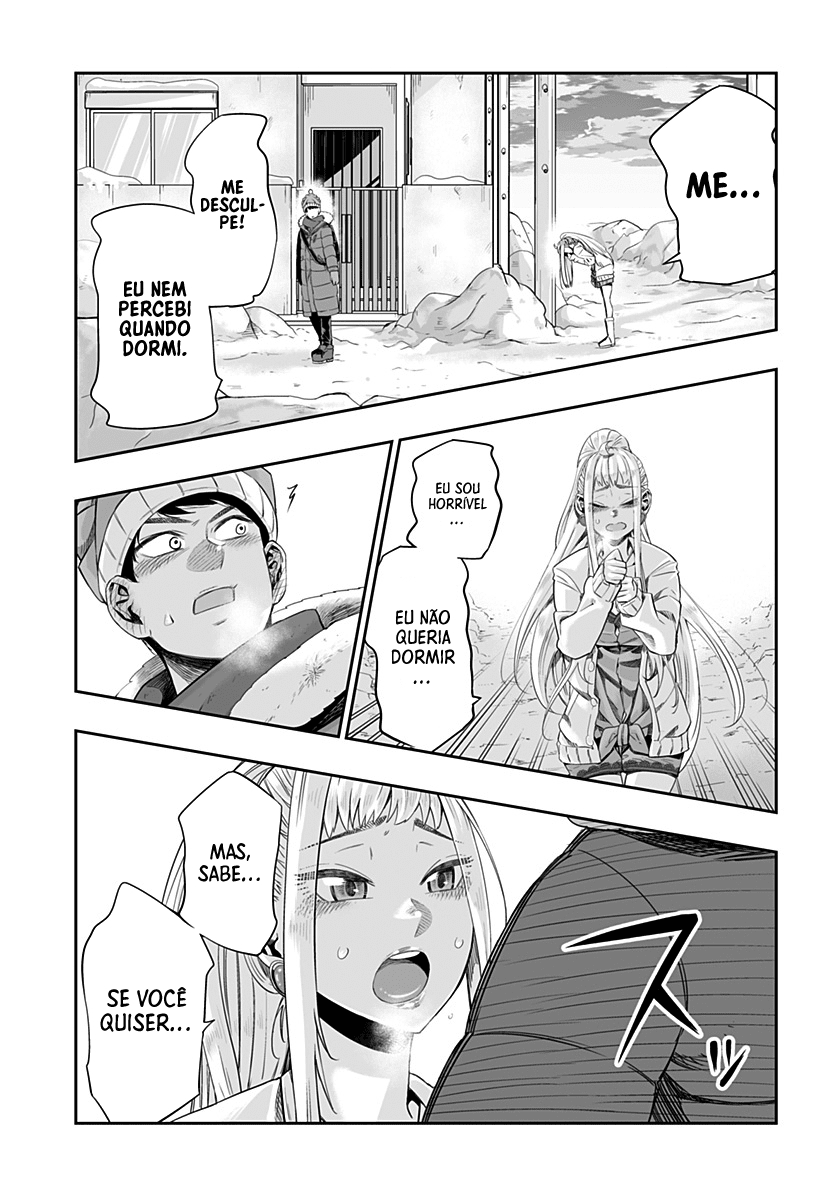 ME...
ME
DESCUL-
PE!
EU NEM
PERCEBI
QUANDO
DORMI.
EU SOU
HORRÍVEL
...
EU NÃO
QUERIA
DORMIR
...
MAS,
SABE...
SE VOCÊ
QUISER...
スッ